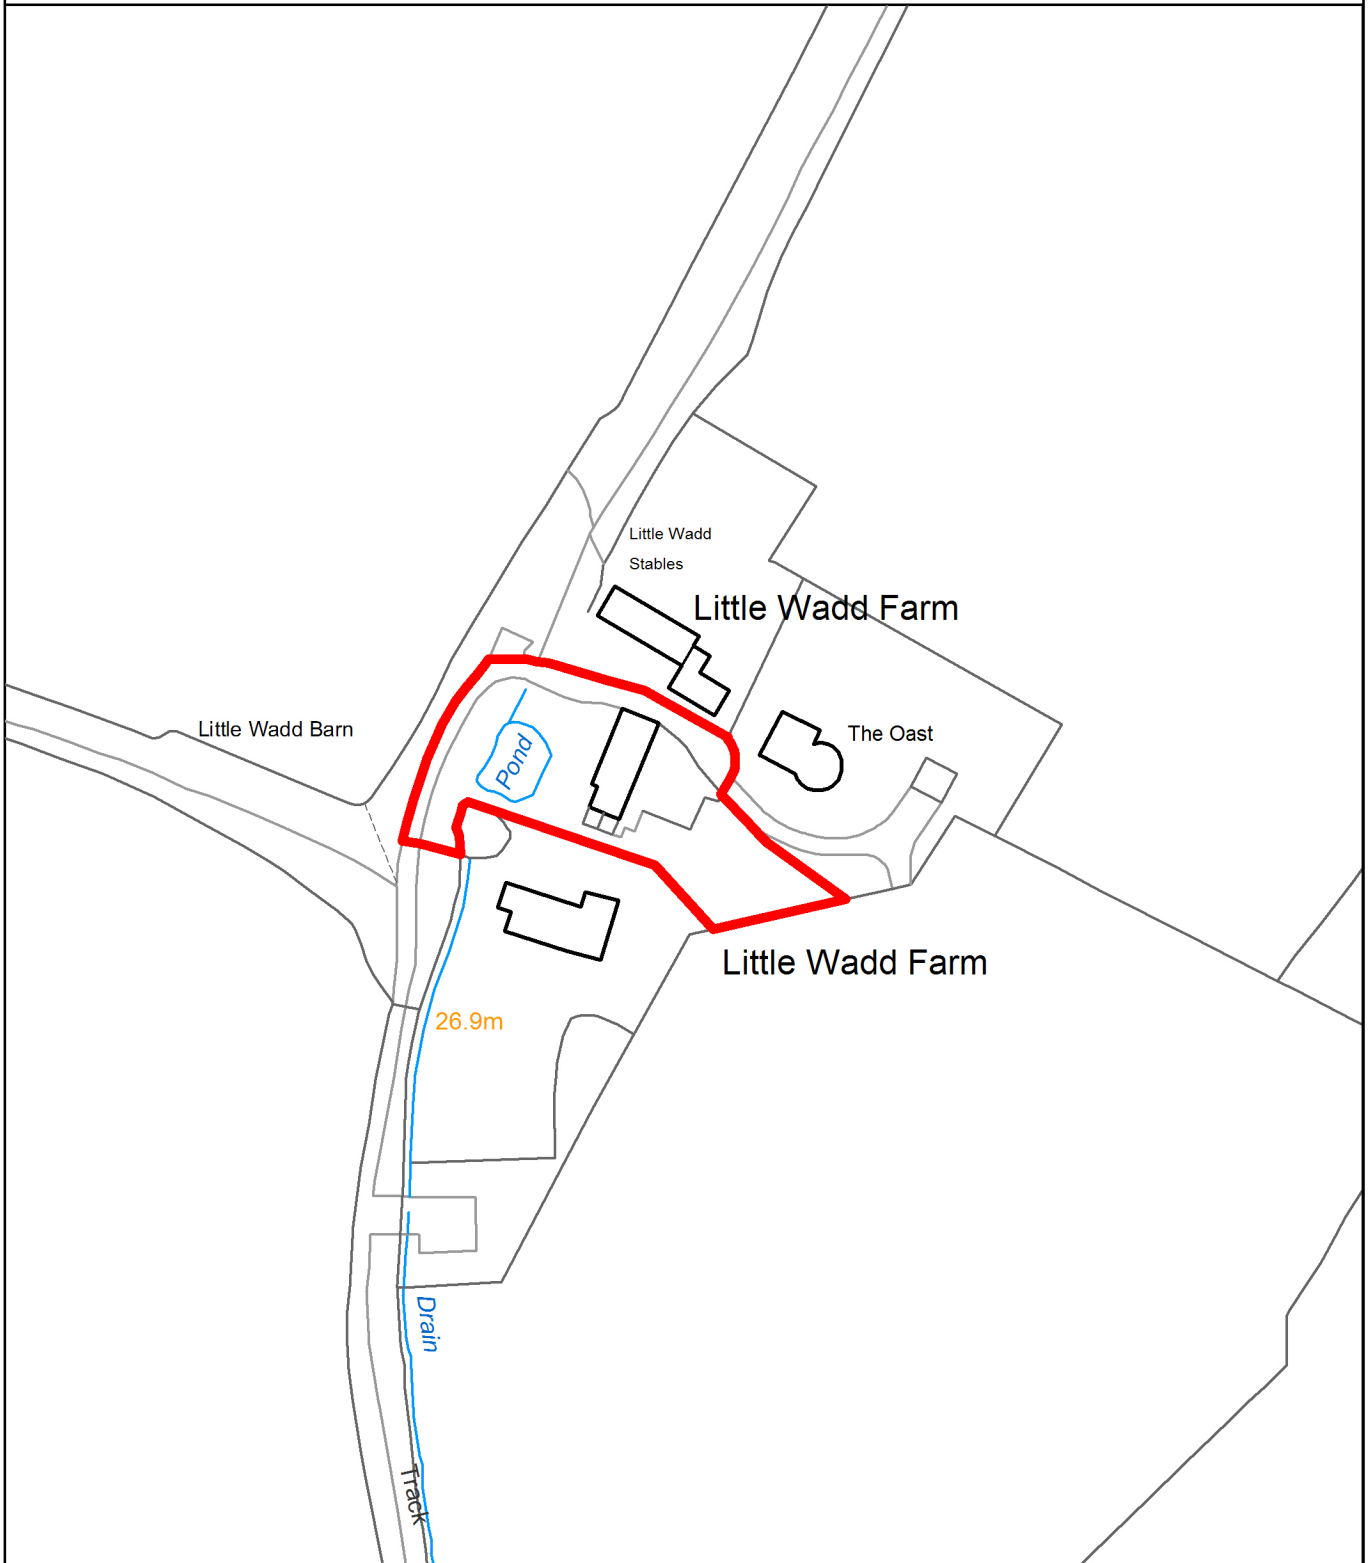 Little Wadd
Stables
Little Wadd Farm
Little Wadd Barn
The Oast
Pond
Little Wadd Farm
26.9m
Drain
Track